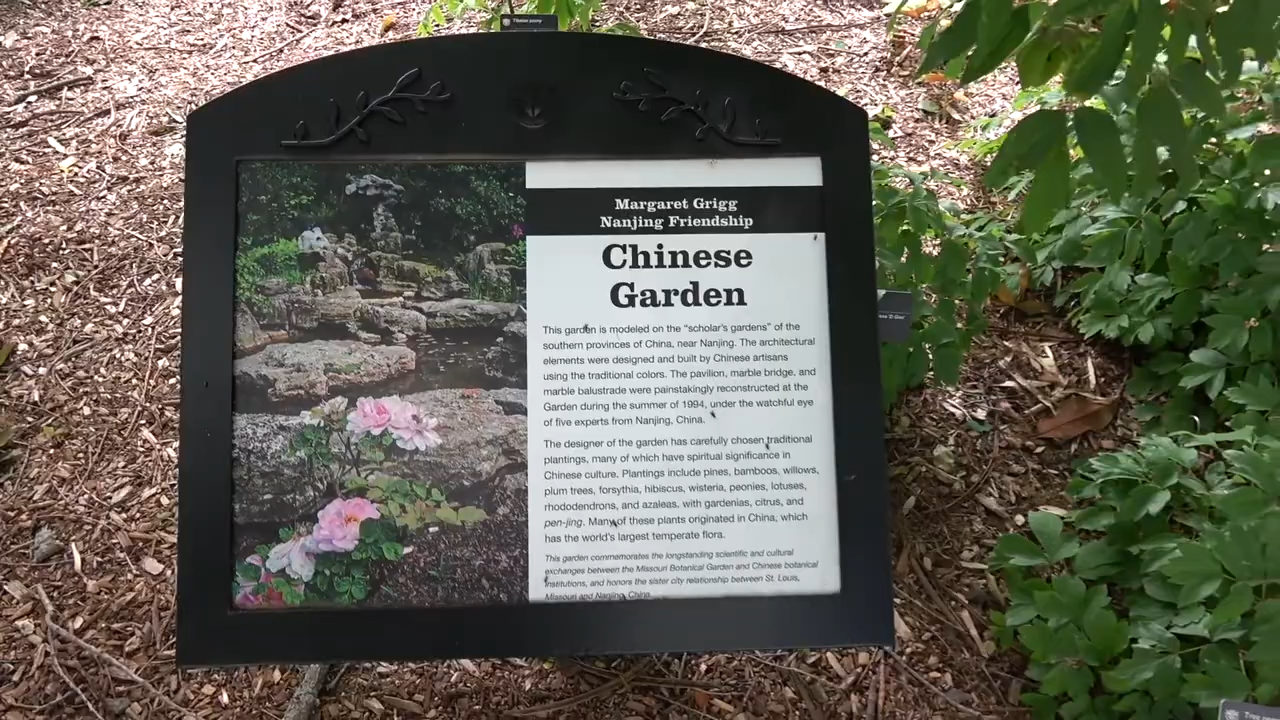 Tibetan peony
Margaret Grigg
Nanjing Friendship
Chinese
Garden
This garden is modeled on the "scholar's gardens" of the
southern provinces of China, near Nanjing. The architectural
elements were designed and built by Chinese artisans
using the traditional colors. The pavilion, marble bridge, and
marble balustrade were painstakingly reconstructed at the
Garden during the summer of 1994, under the watchful eye
of five experts from Nanjing, China.
The designer of the garden has carefully chosen traditional
plantings, many of which have spiritual significance in
Chinese culture. Plantings include pines, bamboos, willows,
plum trees, forsythia, hibiscus, wisteria, peonies, lotuses,
rhododendrons, and azaleas, with gardenias, citrus, and
pen-jing. Many of these plants originated in China, which
has the world's largest temperate flora.
This garden commemorates the longstanding scientific and cultural
exchanges between the Missouri Botanical Garden and Chinese botanical
institutions, and honors the sister city relationship between St. Louis,
Missouri and Nanjing, China.